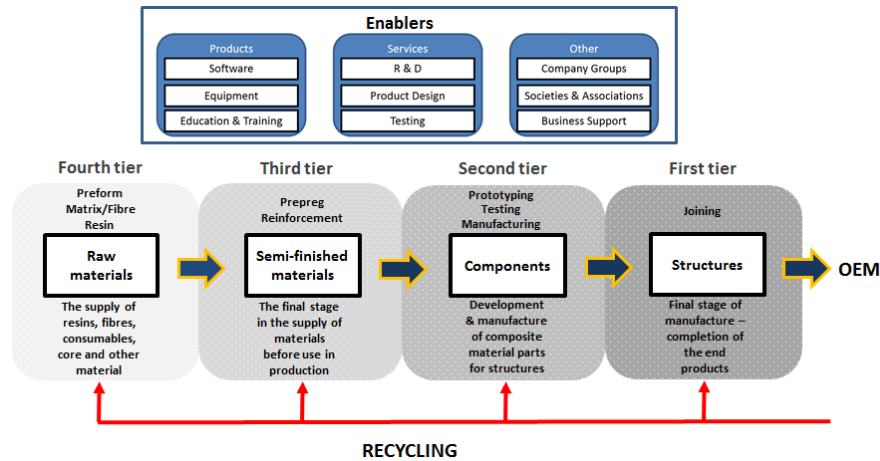 Enablers
Products
Software
Equipment
Education & Training
Services
R & D
Product Design
Testing
Other
Company Groups
Societies & Associations
Business Support
Fourth tier
Preform
Matrix/Fibre
Resin
Raw
materials
The supply of
resins, fibres,
consumables,
core and other
material
Third tier
Prepreg
Reinforcement
Semi-finished
materials
The final stage
in the supply of
materials
before use in
production
Second tier
Prototyping
Testing
Manufacturing
Components
Development
& manufacture
of composite
material parts
for structures
First tier
Joining
Structures
Final stage of
manufacture –
completion of
the end
products
OEM
RECYCLING